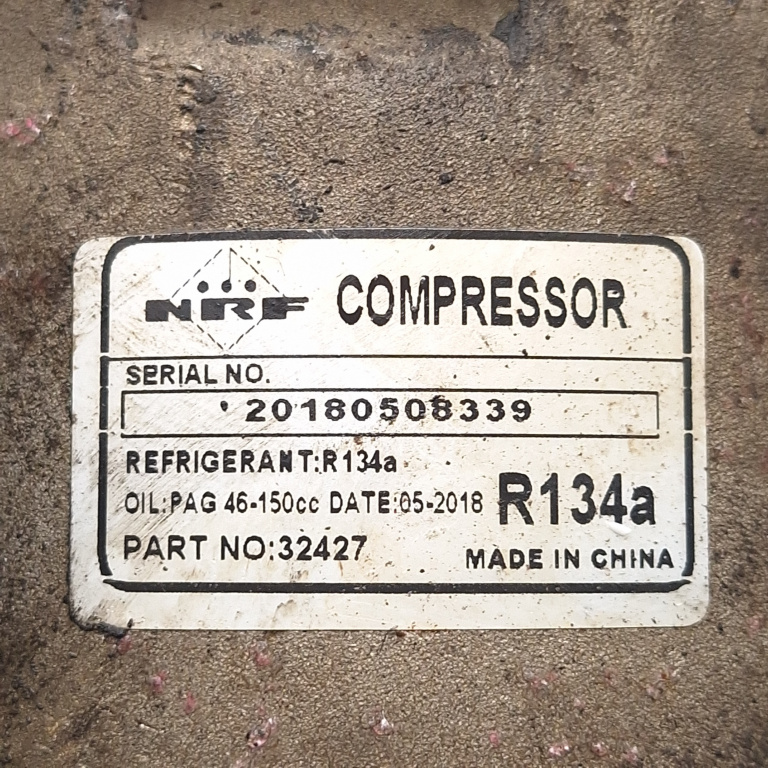 NRF COMPRESSOR
SERIAL NO.
20180508339
REFRIGERANT:R134a
OIL:PAG 46-150cc DATE:05-2018 R134a
PART NO:32427 MADE IN CHINA